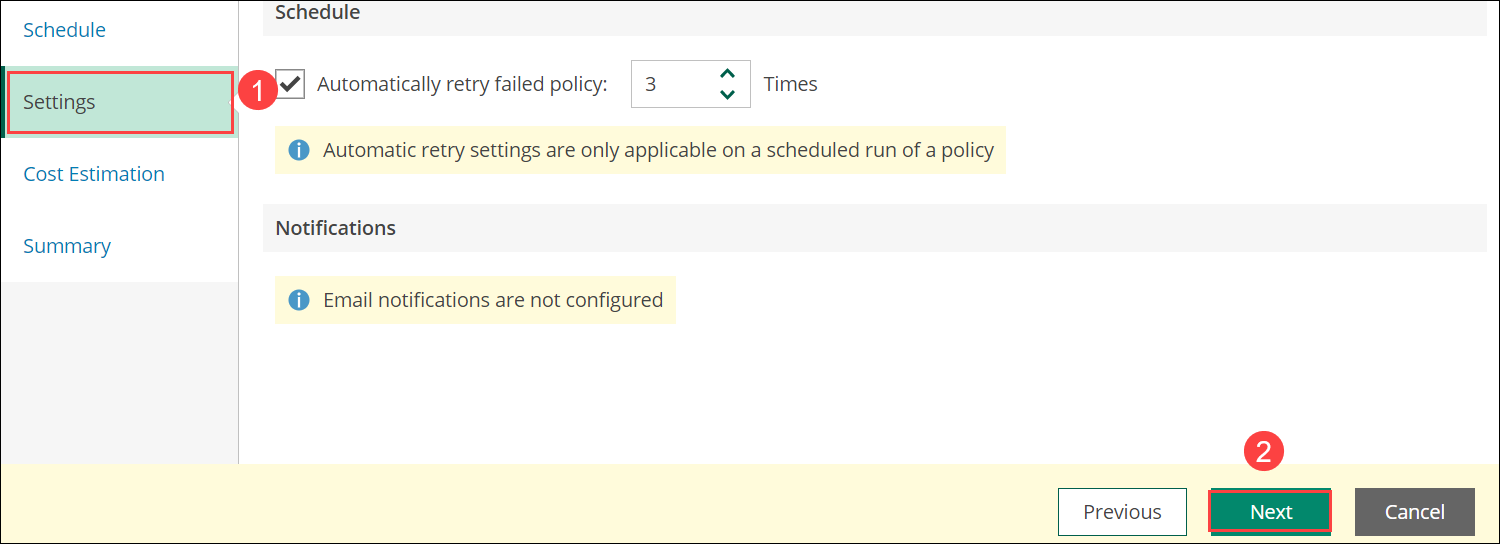 Schedule
Settings
Cost Estimation
Summary
Schedule
1
Automatically retry failed policy: 3 Times
Automatic retry settings are only applicable on a scheduled run of a policy
Notifications
Email notifications are not configured
2
Previous Next Cancel